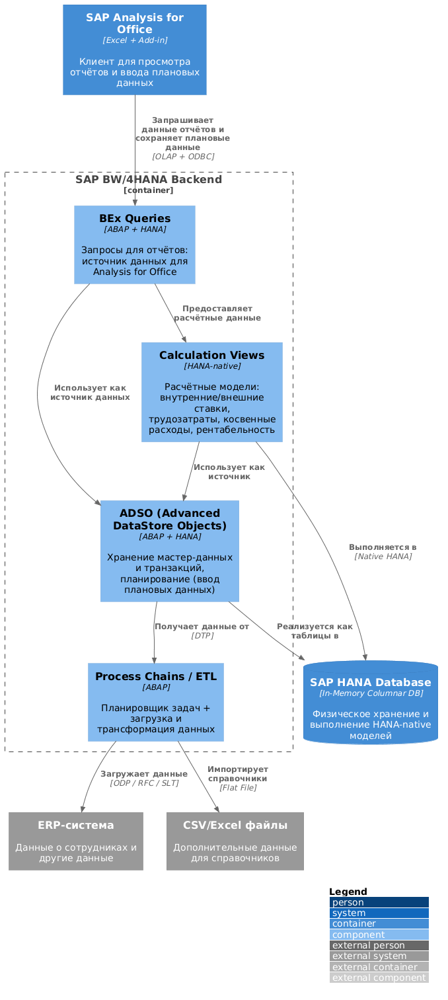 SAP Analysis for
Office
[Excel + Add-in]
Клиент для просмотра
отчётов и ввода плановых
данных
Запрашивает
данные отчётов и
сохраняет плановые
данные
[OLAP + ODBC]
SAP BW/4HANA Backend
[container]
BEx Queries
[ABAP + HANA]
Запросы для отчётов:
источник данных для
Analysis for Office
Предоставляет
расчётные данные
Calculation Views
[HANA-native]
Расчётные модели:
внутренние/внешние
ставки,
трудозатраты, косвенные
расходы, рентабельность
Использует как
источник данных
Использует как
источник
ADSO (Advanced
DataStore Objects)
[ABAP + HANA]
Хранение мастер-данных
и транзакций,
планирование (ввод
плановых данных)
Выполняется в
[Native HANA]
Получает данные от
[DTP]
Реализуется как
таблицы в
Process Chains / ETL
[ABAP]
Планировщик задач +
загрузка и
трансформация данных
SAP HANA Database
[In-Memory Columnar DB]
Физическое хранение и
выполнение HANA-native
моделей
Загружает данные
[ODP / RFC / SLT]
Импортирует
справочники
[Flat File]
ERP-система
Данные о сотрудниках и
другие данные
CSV/Excel файлы
Дополнительные данные
для справочников
Legend
person
system
container
component
external person
external system
external container
external component